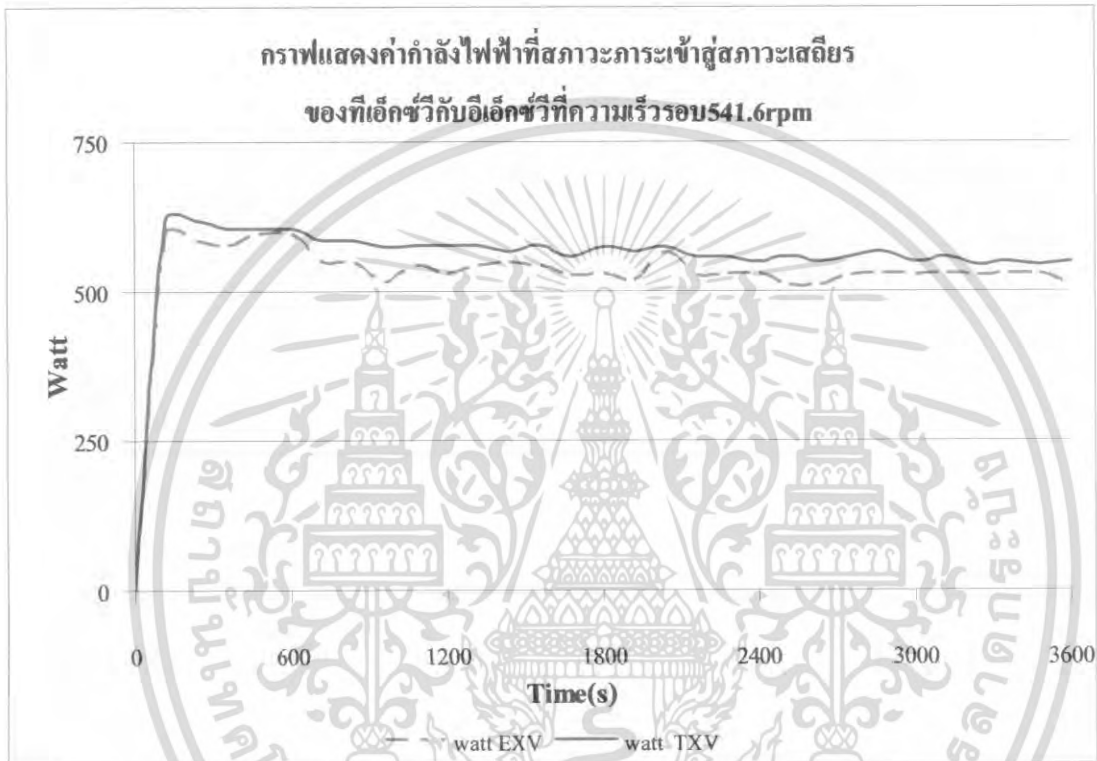 กราฟแสดงค่ากำลังไฟฟ้าที่สภาวะภาระเข้าสู่สภาวะเสถียร
ของทีเอ็กซ์วีกับอีเอ็กซ์วีที่ความเร็วรอบ541.6rpm
750
500
250
0
Watt
0 600 1200 1800 2400 3000 3600
Time(s)
watt EXV watt TXV